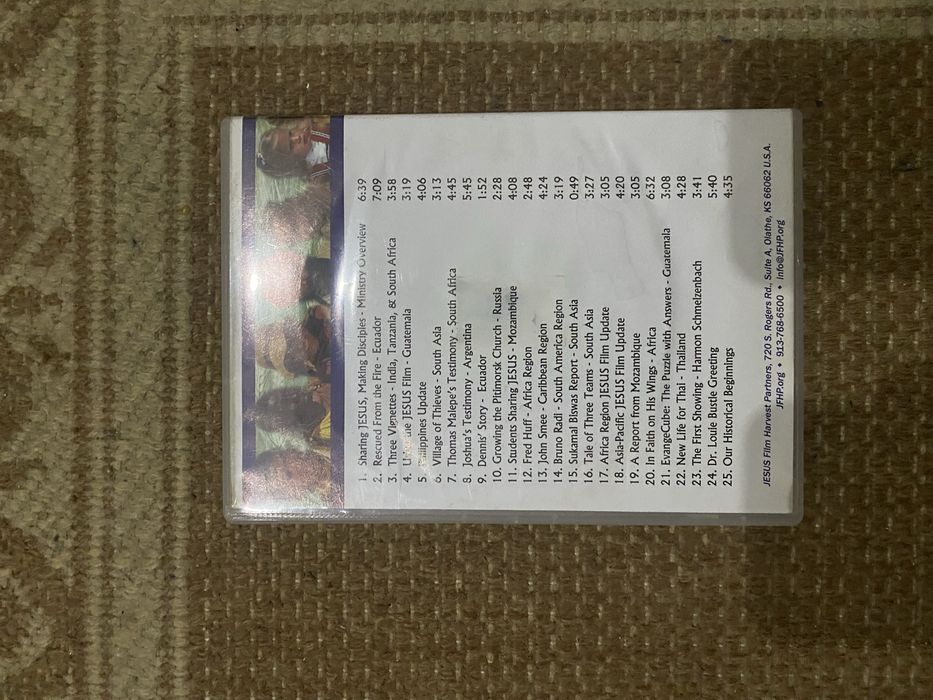 1. Sharing JESUS, Making Disciples - Ministry Overview 6:39
2. Rescued From the Fire - Ecuador 7:09
3. Three Vignettes - India, Tanzania, & South Africa 3:58
4. the JESUS Film - Guatemala 3:19
5. Philippines Update 4:06
6. Village of Thieves - South Asia 3:13
7. Thomas Malepe's Testimony - South Africa 4:45
8. Joshua's Testimony - Argentina 5:45
9. Dennis' Story - Ecuador 1:52
10. Growing the Pitimorsk Church - Russia 2:28
11. Students Sharing JESUS - Mozambique 4:08
12. Fred Huff - Africa Region 2:48
13. John Smee - Caribbean Region 4:24
14. Bruno Radi - South America Region 3:19
15. Sukamal Biswas Report - South Asia 0:49
16. Tale of Three Teams - South Asia 3:27
17. Africa Region JESUS Film Update 3:05
18. Asia-Pacific JESUS Film Update 4:20
19. A Report from Mozambique 3:05
20. In Faith on His Wings - Africa 6:32
21. EvangeCube: The Puzzle with Answers - Guatemala 3:08
22. New Life for Thai - Thailand 4:28
23. The First Showing - Harmon Schmelzenbach 3:41
24. Dr. Louie Bustle Greeting 5:40
25. Our Historical Beginnings 4:35
JESUS Film Harvest Partners, 720 S. Rogers Rd., Suite A, Olathe, KS 66062 U.S.A.
JFHP.org • 913-768-6500 • Info@JFHP.org